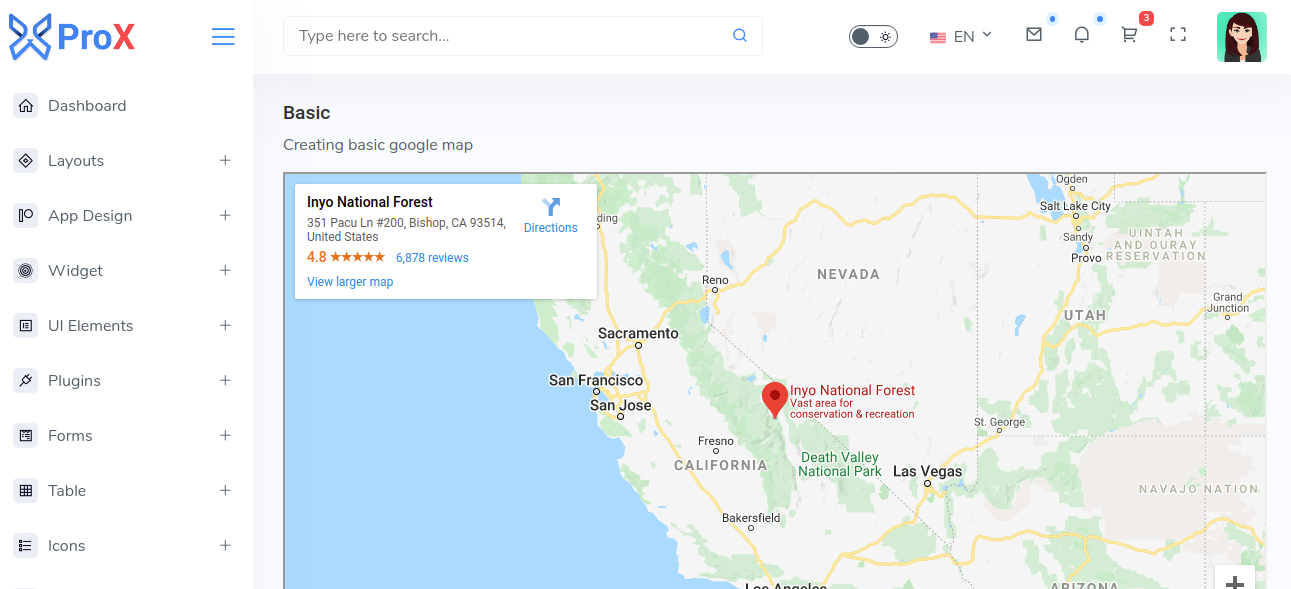 ProX
Type here to search...
EN
3
Dashboard
Layouts
App Design
Widget
UI Elements
Plugins
Forms
Table
Icons
Basic
Creating basic google map
Inyo National Forest
351 Pacu Ln #200, Bishop, CA 93514,
United States
Directions
4.8
6,878 reviews
View larger map
Ogden
Salt Lake City
Sandy
Provo
UINTAH
AND OURAY
RESERVATION
NEVADA
Reno
Grand
Junction
UTAH
Sacramento
San Francisco
San Jose
Inyo National Forest
Vast area for
conservation & recreation
St. George
Fresno
CALIFORNIA
Death Valley
National Park
Las Vegas
NAVAJO NATION
Bakersfield
Los Angeles
ARIZONA